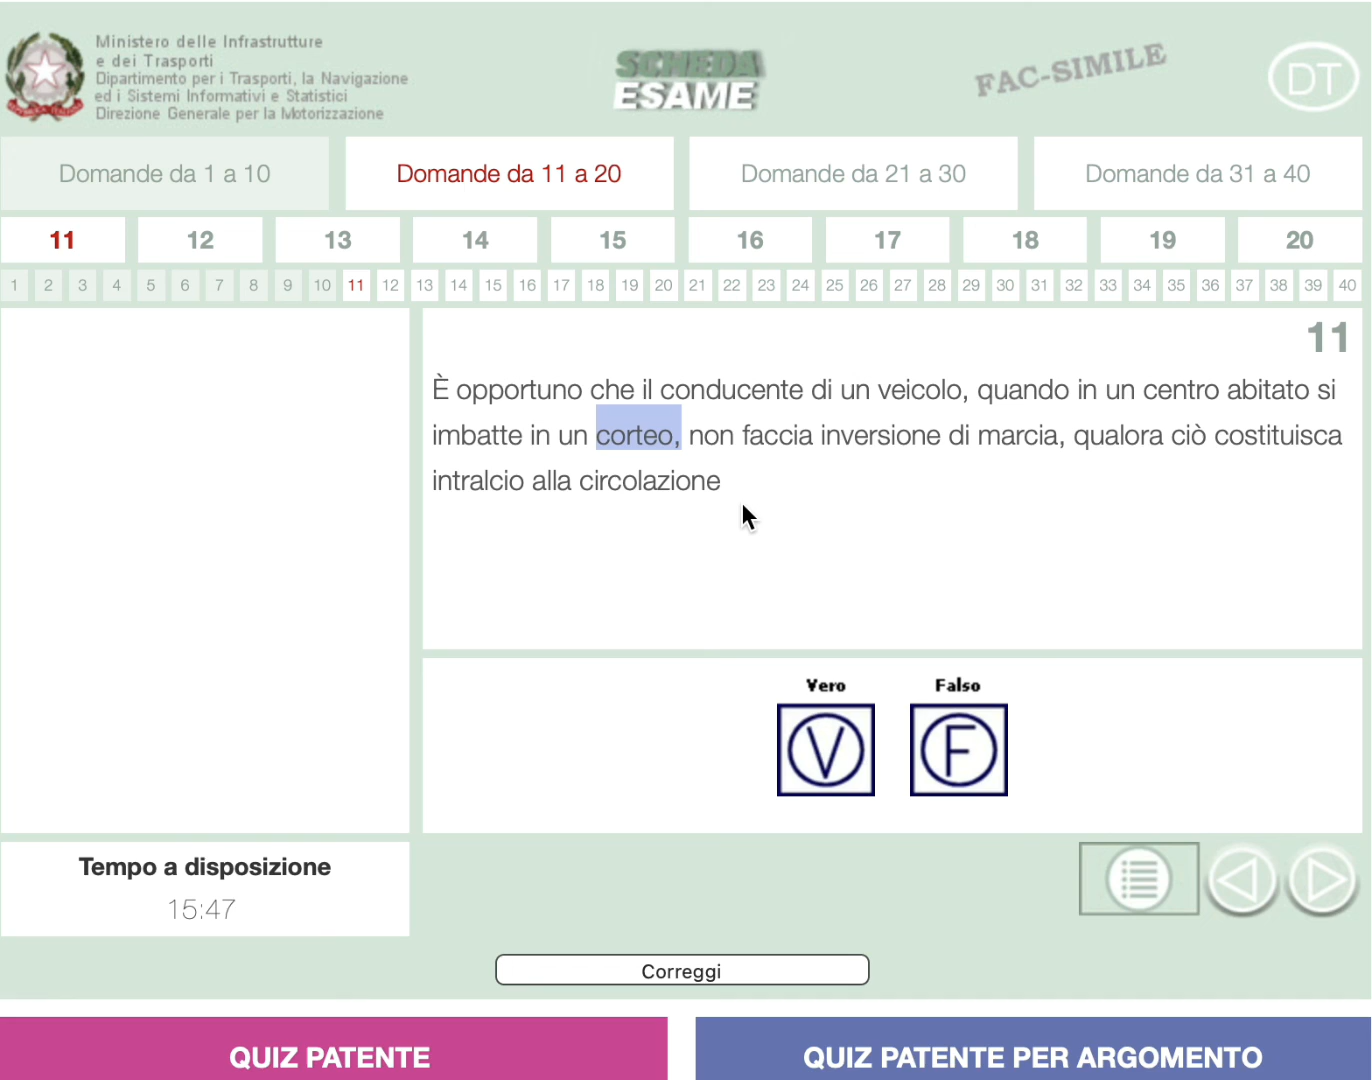 Ministero delle Infrastrutture
e dei Trasporti
Dipartimento per i Trasporti, la Navigazione
ed i Sistemi Informativi e Statistici
Direzione Generale per la Motorizzazione
SCHEDA
ESAME
FAC-SIMILE
DT
Domande da 1 a 10
Domande da 11 a 20
Domande da 21 a 30
Domande da 31 a 40
11 12 13 14 15 16 17 18 19 20
1 2 3 4 5 6 7 8 9 10 11 12 13 14 15 16 17 18 19 20 21 22 23 24 25 26 27 28 29 30 31 32 33 34 35 36 37 38 39 40
11
È opportuno che il conducente di un veicolo, quando in un centro abitato si
imbatte in un corteo, non faccia inversione di marcia, qualora ciò costituisca
intralcio alla circolazione
Vero Falso
V F
Tempo a disposizione
15:47
Correggi
QUIZ PATENTE
QUIZ PATENTE PER ARGOMENTO